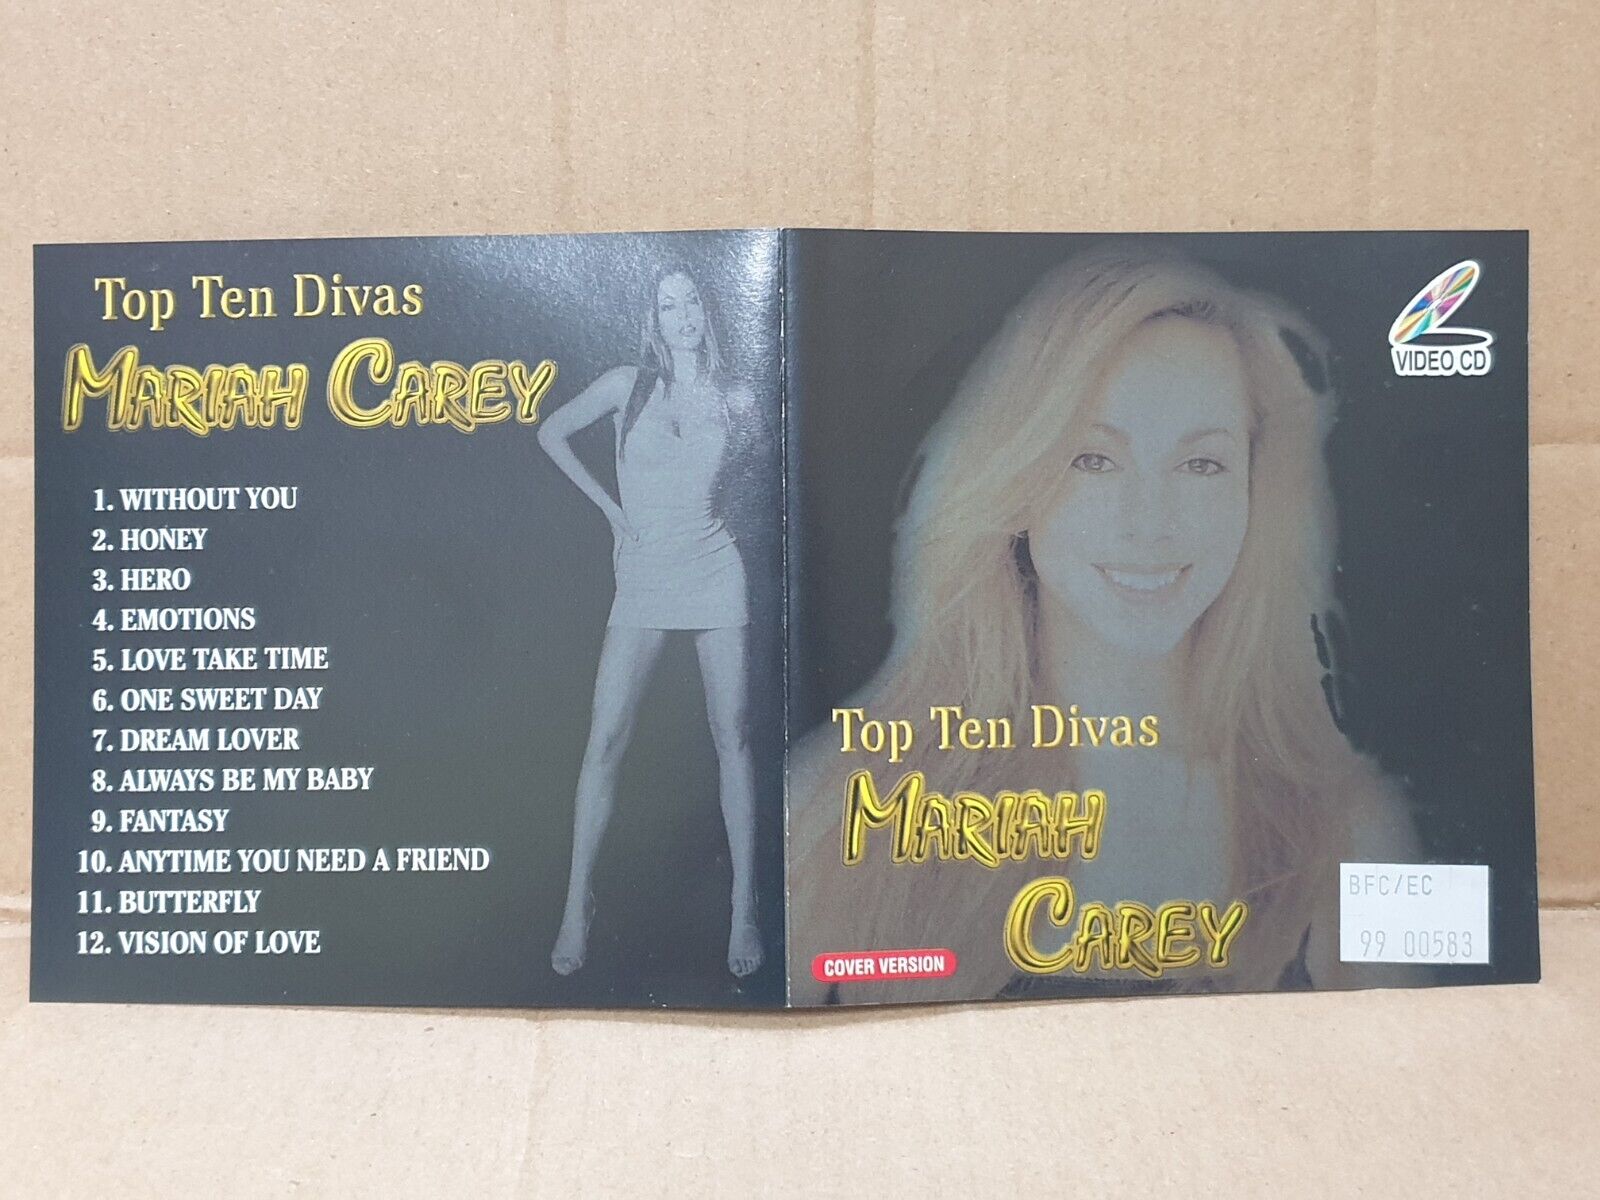 Top Ten Divas
MARIAH CAREY
1. WITHOUT YOU
2. HONEY
3. HERO
4. EMOTIONS
5. LOVE TAKE TIME
6. ONE SWEET DAY
7. DREAM LOVER
8. ALWAYS BE MY BABY
9. FANTASY
10. ANYTIME YOU NEED A FRIEND
11. BUTTERFLY
12. VISION OF LOVE
VIDEO CD
Top Ten Divas
MARIAH
CAREY
COVER VERSION
BFC/EC
99 00583